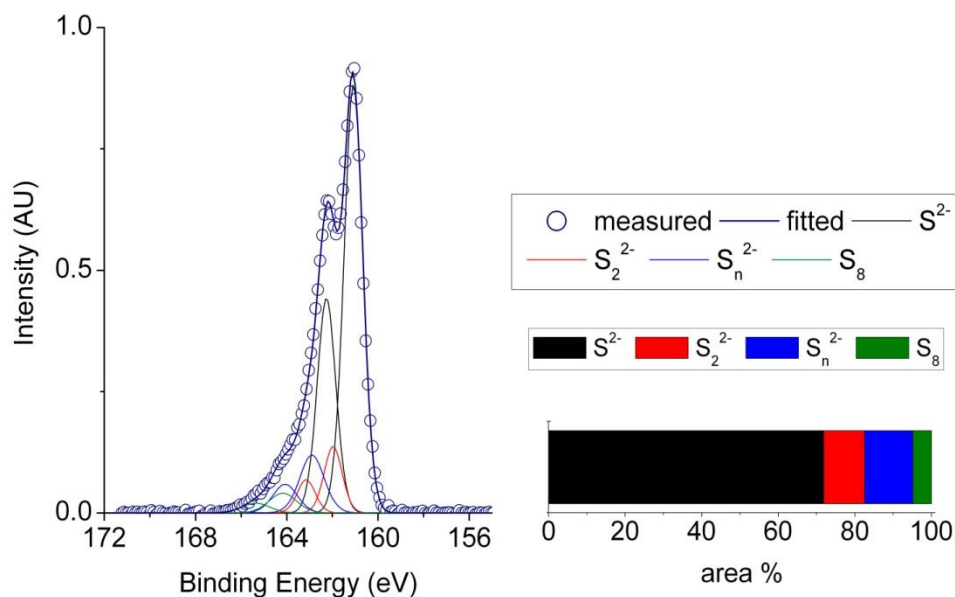 1.0
0.5
0.0
Intensity (AU)
172 168 164 160 156
Binding Energy (eV)
measured fitted S²⁻
S₂²⁻ Sₙ²⁻ S₈
S²⁻ S₂²⁻ Sₙ²⁻ S₈
0 20 40 60 80 100
area %